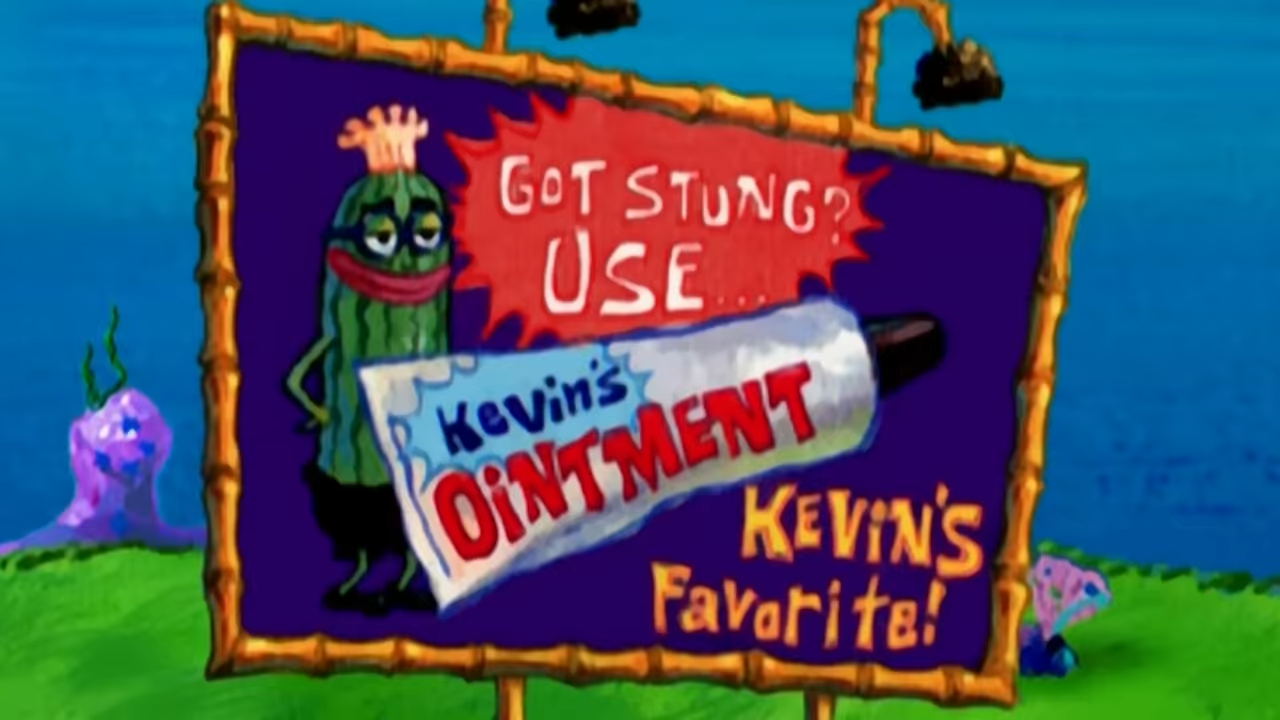 GOT STUNG?
USE...
Kevin's
OiNTMENT
KEViN'S
Favorite!